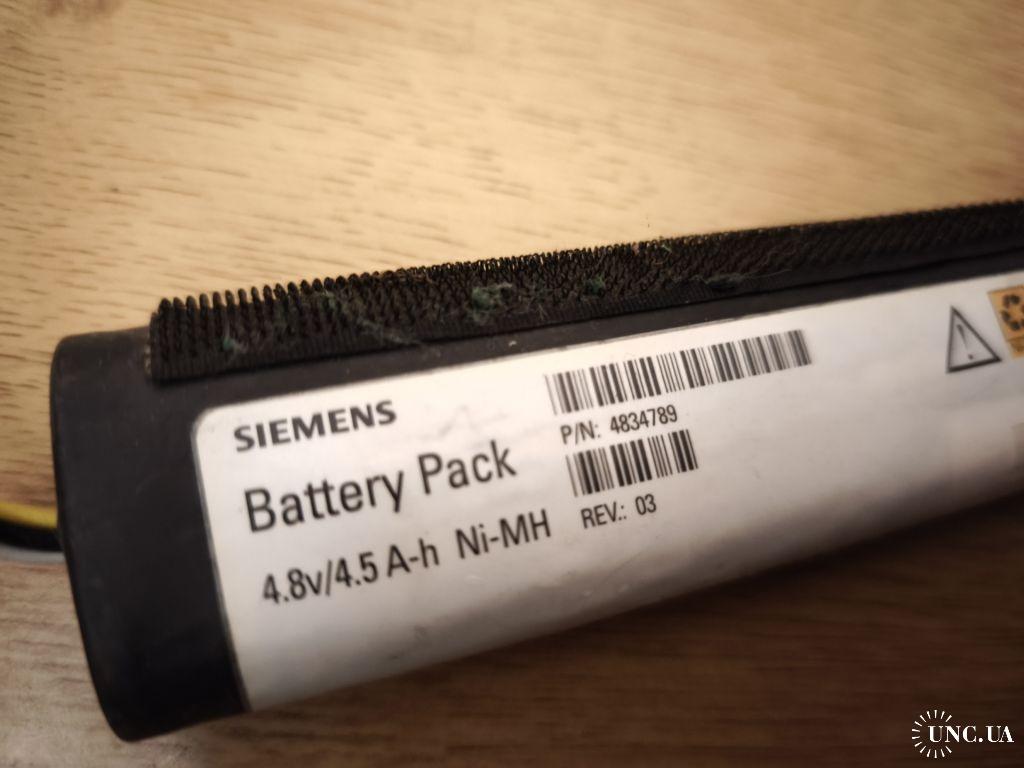 SIEMENS
Battery Pack
4.8v/4.5 A-h Ni-MH
P/N: 4834789
REV.: 03
UNC.UA